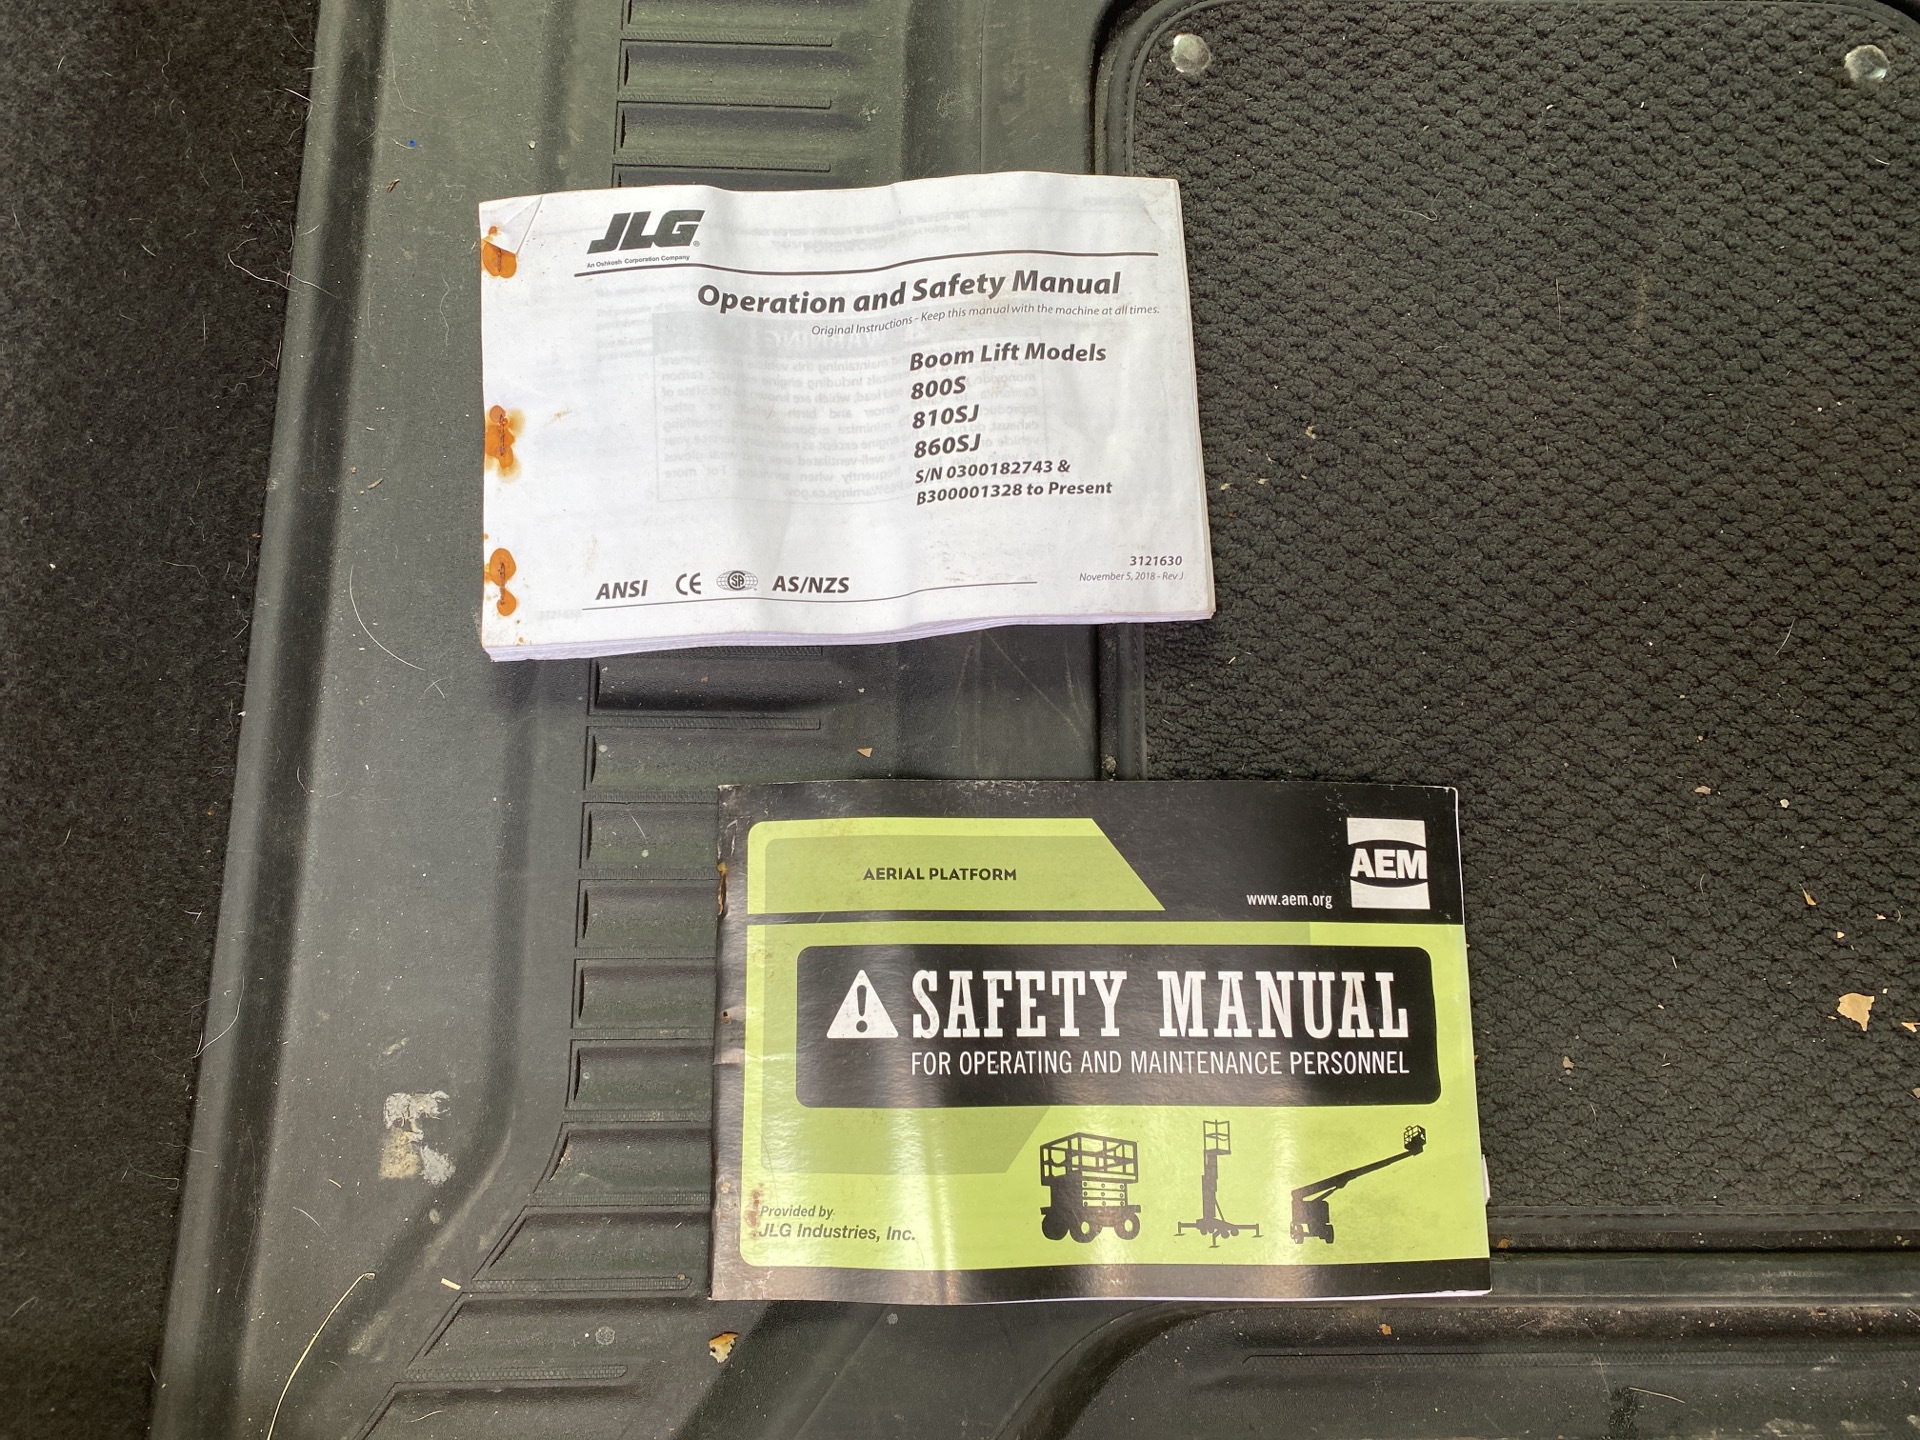 JLG®
An Oshkosh Corporation Company
Operation and Safety Manual
Original Instructions - Keep this manual with the machine at all times.
Boom Lift Models
800S
810SJ
860SJ
S/N 0300182743 &
B300001328 to Present
3121630
November 5, 2018 - Rev J
ANSI CE SA AS/NZS
AERIAL PLATFORM
www.aem.org
AEM
SAFETY MANUAL
FOR OPERATING AND MAINTENANCE PERSONNEL
Provided by
JLG Industries, Inc.